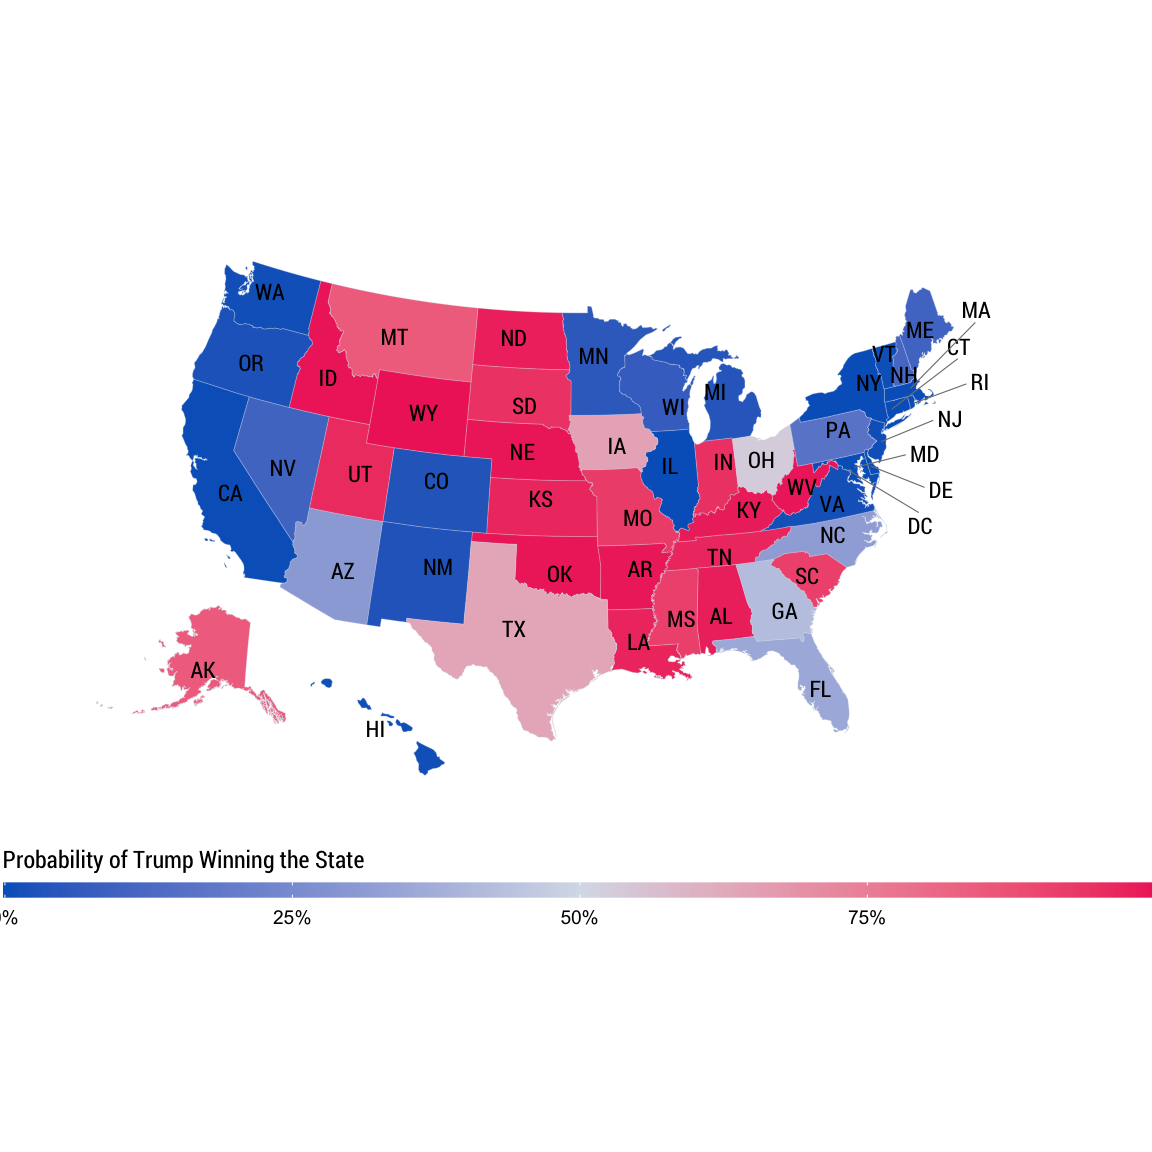 WA
MT
ND
MN
ME
MA
VT
CT
OR
ID
SD
WI
MI
NY
NH
RI
WY
NE
IA
PA
NJ
NV
UT
CO
KS
IL
IN
OH
MD
CA
MO
KY
WV
VA
DE
DC
AZ
NM
OK
AR
TN
NC
SC
TX
LA
MS
AL
GA
FL
AK
HI
Probability of Trump Winning the State
0%
25%
50%
75%